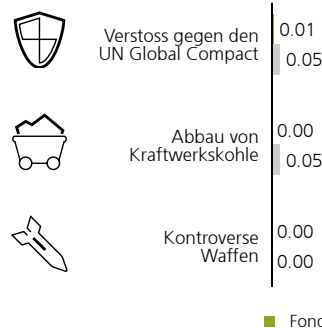 Verstoss gegen den
UN Global Compact
0.01
0.05
Abbau von
Kraftwerkskohle
0.00
0.05
Kontroverse
Waffen
0.00
0.00